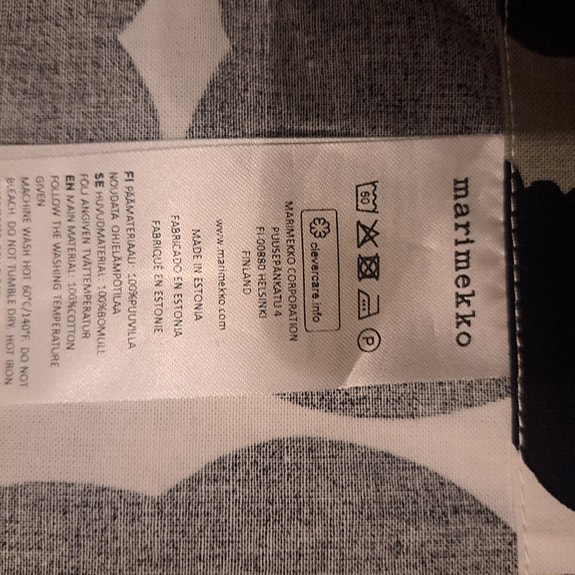 marimekko
60 P
clevercare.info
MARIMEKKO CORPORATION
PUUSEPÄNKATU 4
FI-00880 HELSINKI
FINLAND
www.marimekko.com
MADE IN ESTONIA
FABRICADO EN ESTONIA
FABRIQUÉ EN ESTONIE
FI PÄÄMATERIAALI: 100%PUUVILLA
NOUDATA OHJELÄMPÖTILAA
SE HUVUDMATERIAL: 100%BOMULL
FÖLJ ANGIVEN TVÄTTEMPERATUR
EN MAIN MATERIAL: 100%COTTON
FOLLOW THE WASHING TEMPERATURE
GIVEN
MACHINE WASH HOT 60°C/140°F. DO NOT
BLEACH. DO NOT TUMBLE DRY. HOT IRON